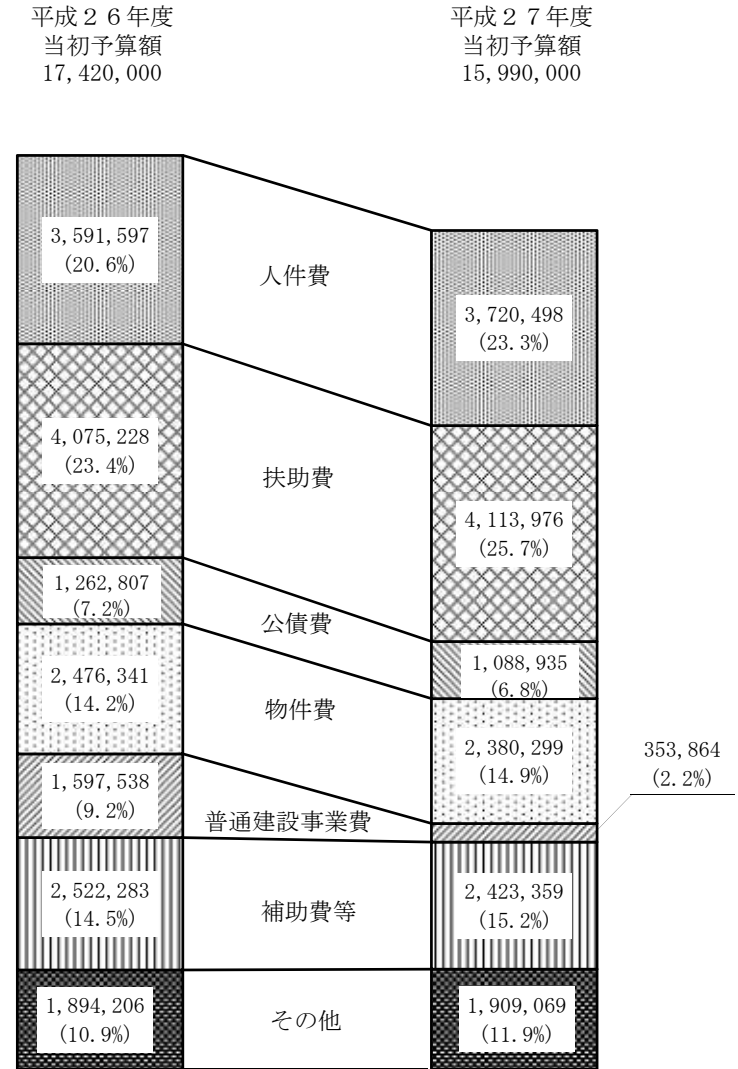 平成２６年度
当初予算額
17,420,000
平成２７年度
当初予算額
15,990,000
3,591,597
(20.6%)
人件費
3,720,498
(23.3%)
4,075,228
(23.4%)
扶助費
4,113,976
(25.7%)
1,262,807
(7.2%)
公債費
1,088,935
(6.8%)
2,476,341
(14.2%)
物件費
2,380,299
(14.9%)
353,864
(2.2%)
1,597,538
(9.2%)
普通建設事業費
2,522,283
(14.5%)
補助費等
2,423,359
(15.2%)
1,894,206
(10.9%)
その他
1,909,069
(11.9%)